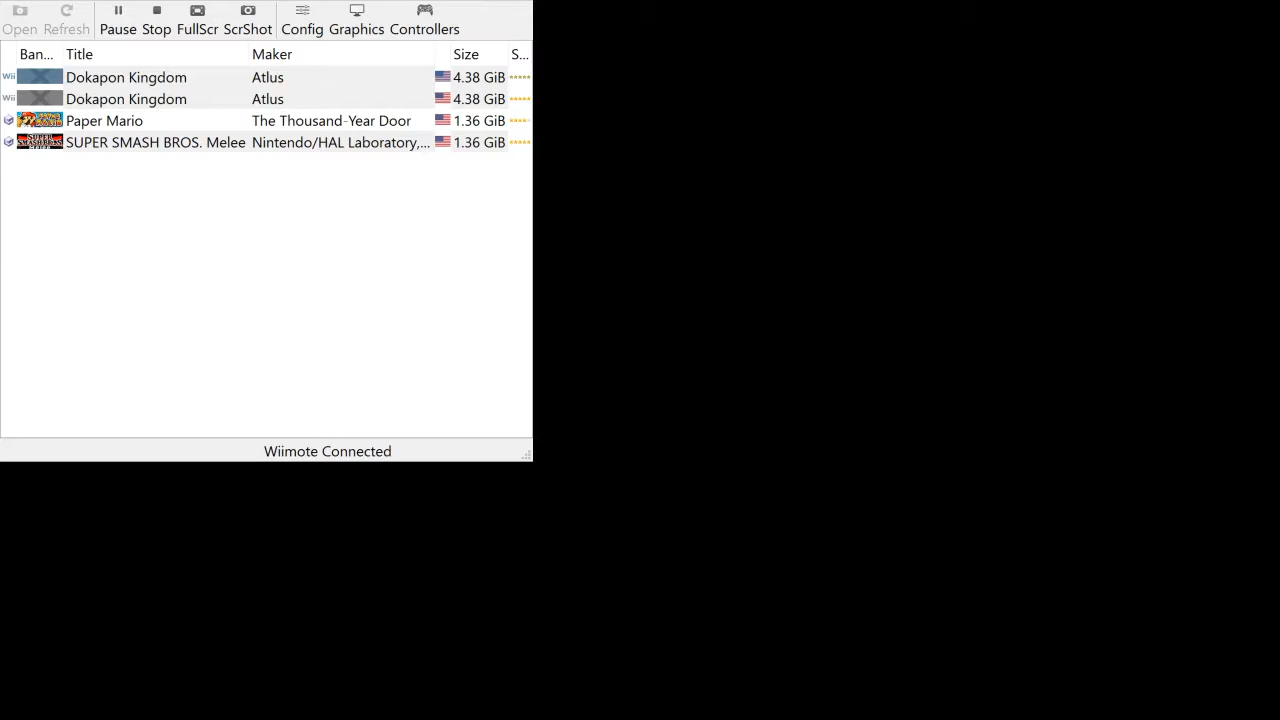 Open Refresh Pause Stop FullScr ScrShot Config Graphics Controllers
Ban... Title Maker Size S...
Wii Dokapon Kingdom Atlus 4.38 GiB
Wii Dokapon Kingdom Atlus 4.38 GiB
Paper Mario The Thousand-Year Door 1.36 GiB
SUPER SMASH BROS. Melee Nintendo/HAL Laboratory,... 1.36 GiB
Wiimote Connected